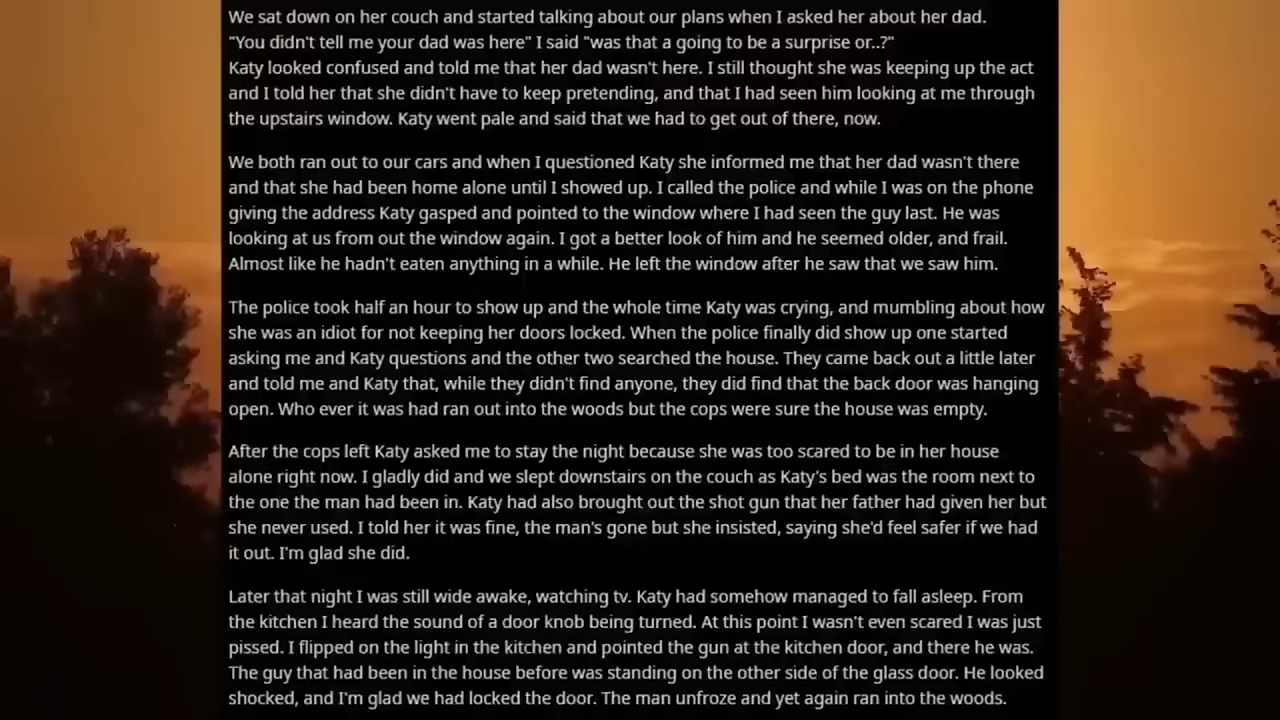 We sat down on her couch and started talking about our plans when I asked her about her dad.
"You didn't tell me your dad was here" I said "was that a going to be a surprise or..?"
Katy looked confused and told me that her dad wasn't here. I still thought she was keeping up the act
and I told her that she didn't have to keep pretending, and that I had seen him looking at me through
the upstairs window. Katy went pale and said that we had to get out of there, now.
We both ran out to our cars and when I questioned Katy she informed me that her dad wasn't there
and that she had been home alone until I showed up. I called the police and while I was on the phone
giving the address Katy gasped and pointed to the window where I had seen the guy last. He was
looking at us from out the window again. I got a better look of him and he seemed older, and frail.
Almost like he hadn't eaten anything in a while. He left the window after he saw that we saw him.
The police took half an hour to show up and the whole time Katy was crying, and mumbling about how
she was an idiot for not keeping her doors locked. When the police finally did show up one started
asking me and Katy questions and the other two searched the house. They came back out a little later
and told me and Katy that, while they didn't find anyone, they did find that the back door was hanging
open. Who ever it was had ran out into the woods but the cops were sure the house was empty.
After the cops left Katy asked me to stay the night because she was too scared to be in her house
alone right now. I gladly did and we slept downstairs on the couch as Katy's bed was the room next to
the one the man had been in. Katy had also brought out the shot gun that her father had given her but
she never used. I told her it was fine, the man's gone but she insisted, saying she'd feel safer if we had
it out. I'm glad she did.
Later that night I was still wide awake, watching tv. Katy had somehow managed to fall asleep. From
the kitchen I heard the sound of a door knob being turned. At this point I wasn't even scared I was just
pissed. I flipped on the light in the kitchen and pointed the gun at the kitchen door, and there he was.
The guy that had been in the house before was standing on the other side of the glass door. He looked
shocked, and I'm glad we had locked the door. The man unfroze and yet again ran into the woods.